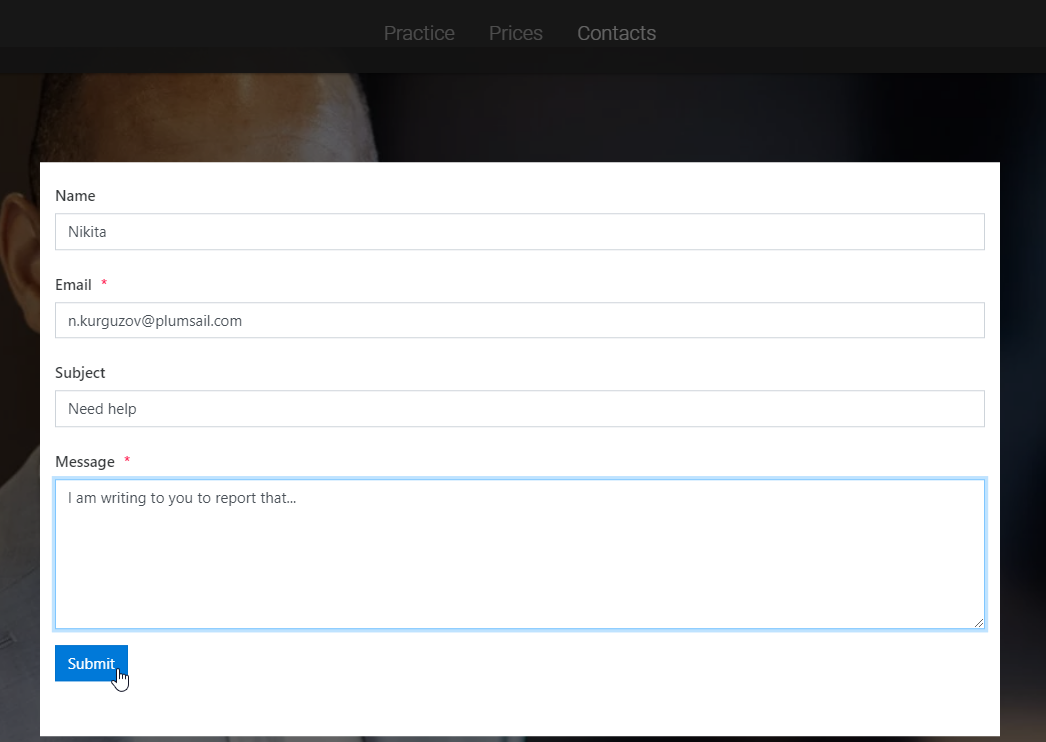 Practice Prices Contacts
Name
Nikita
Email *
n.kurguzov@plumsail.com
Subject
Need help
Message *
I am writing to you to report that...
Submit